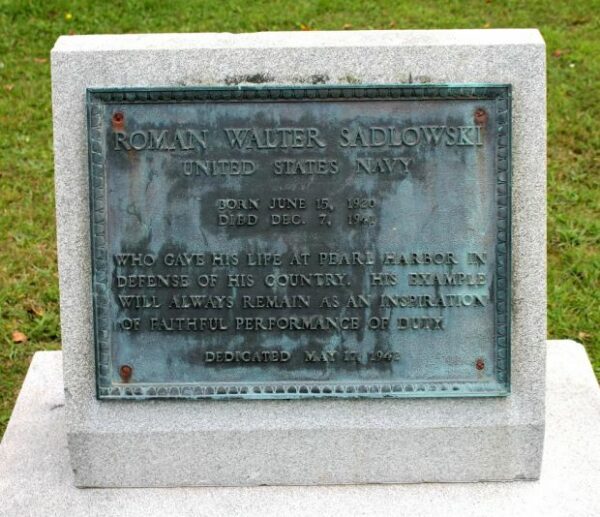 ROMAN WALTER SADLOWSKI
UNITED STATES NAVY
BORN JUNE 15, 1920
DIED DEC. 7, 1941
WHO GAVE HIS LIFE AT PEARL HARBOR IN
DEFENSE OF HIS COUNTRY. HIS EXAMPLE
WILL ALWAYS REMAIN AS AN INSPIRATION
OF FAITHFUL PERFORMANCE OF DUTY
DEDICATED MAY 17, 1942